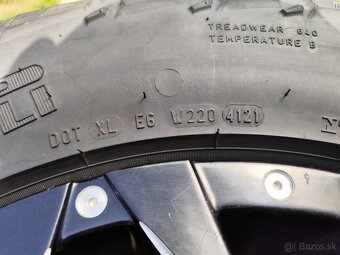 TREADWEAR 640
TEMPERATURE B
DOT XL E6 W220 4121
© bazos.sk